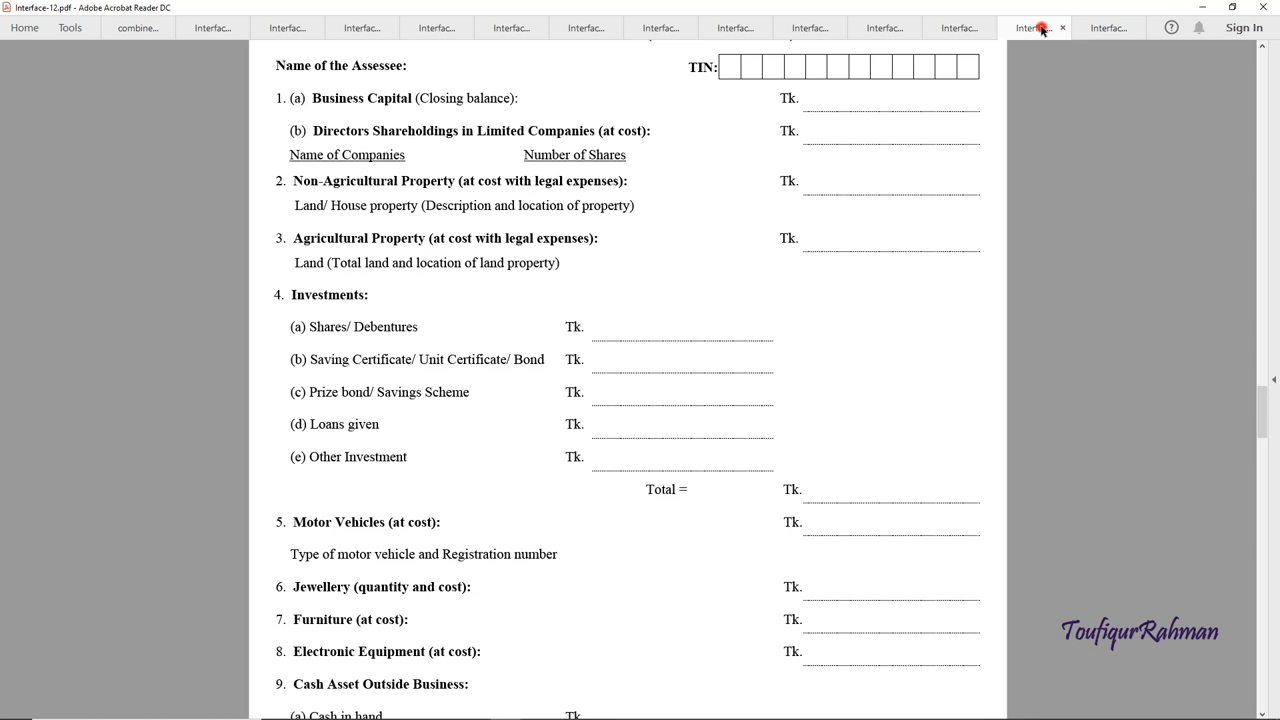 Interface-12.pdf - Adobe Acrobat Reader DC
Home Tools combine... Interfac... Interfac... Interfac... Interfac... Interfac... Interfac... Interfac... Interfac... Interfac... Interfac... Interfac... Interfac... Interfac... Sign In
Name of the Assessee: TIN:
1. (a) Business Capital (Closing balance): Tk.
(b) Directors Shareholdings in Limited Companies (at cost): Tk.
Name of Companies Number of Shares
2. Non-Agricultural Property (at cost with legal expenses): Tk.
Land/ House property (Description and location of property)
3. Agricultural Property (at cost with legal expenses): Tk.
Land (Total land and location of land property)
4. Investments:
(a) Shares/ Debentures Tk.
(b) Saving Certificate/ Unit Certificate/ Bond Tk.
(c) Prize bond/ Savings Scheme Tk.
(d) Loans given Tk.
(e) Other Investment Tk.
Total = Tk.
5. Motor Vehicles (at cost): Tk.
Type of motor vehicle and Registration number
6. Jewellery (quantity and cost): Tk.
7. Furniture (at cost): Tk.
ToufiqurRahman
8. Electronic Equipment (at cost): Tk.
9. Cash Asset Outside Business:
(a) Cash in hand Tk.